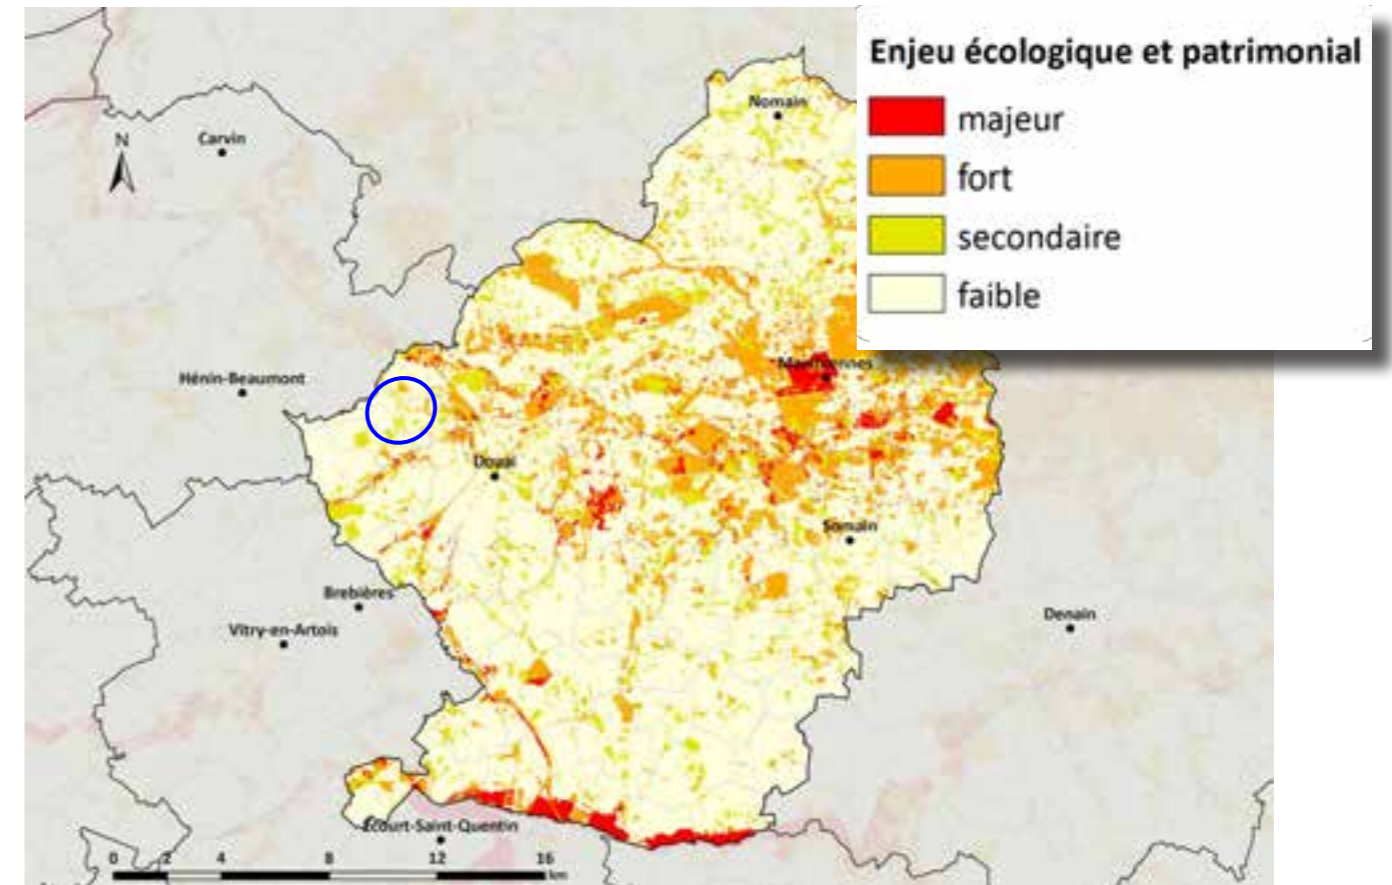 Enjeu écologique et patrimonial
majeur
fort
secondaire
faible
Nomain
N
Carvin
Hénin-Beaumont
Douai
Somain
Brebières
Vitry-en-Artois
Denain
Écourt-Saint-Quentin
0 2 4 8 12 16
km